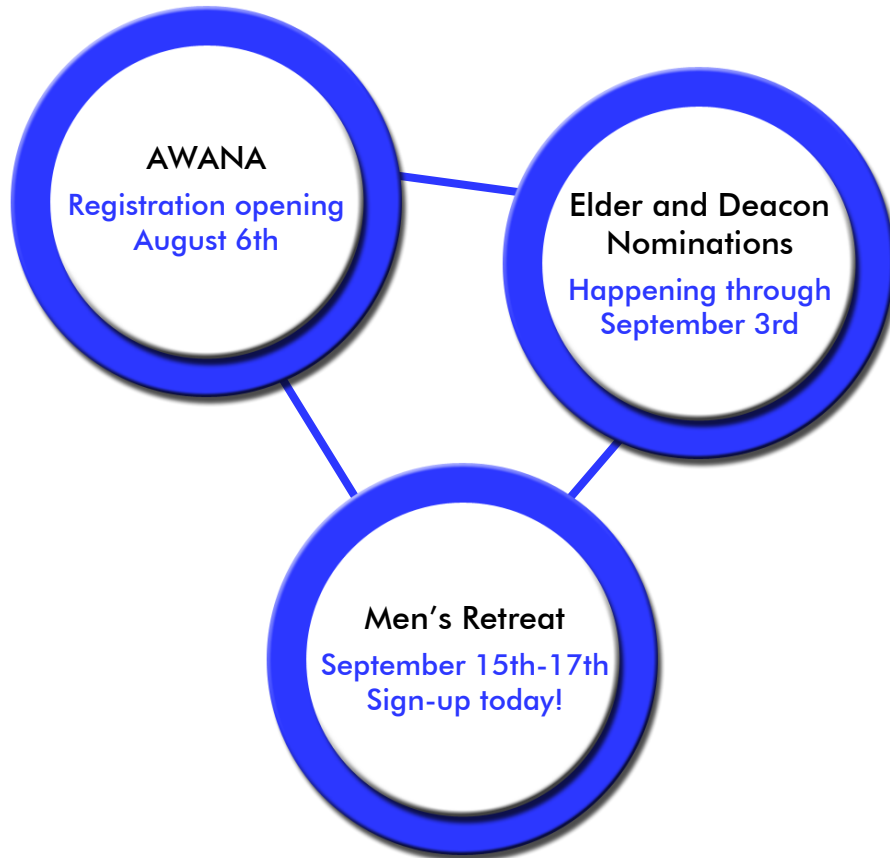 AWANA
Registration opening
August 6th
Elder and Deacon
Nominations
Happening through
September 3rd
Men’s Retreat
September 15th-17th
Sign-up today!